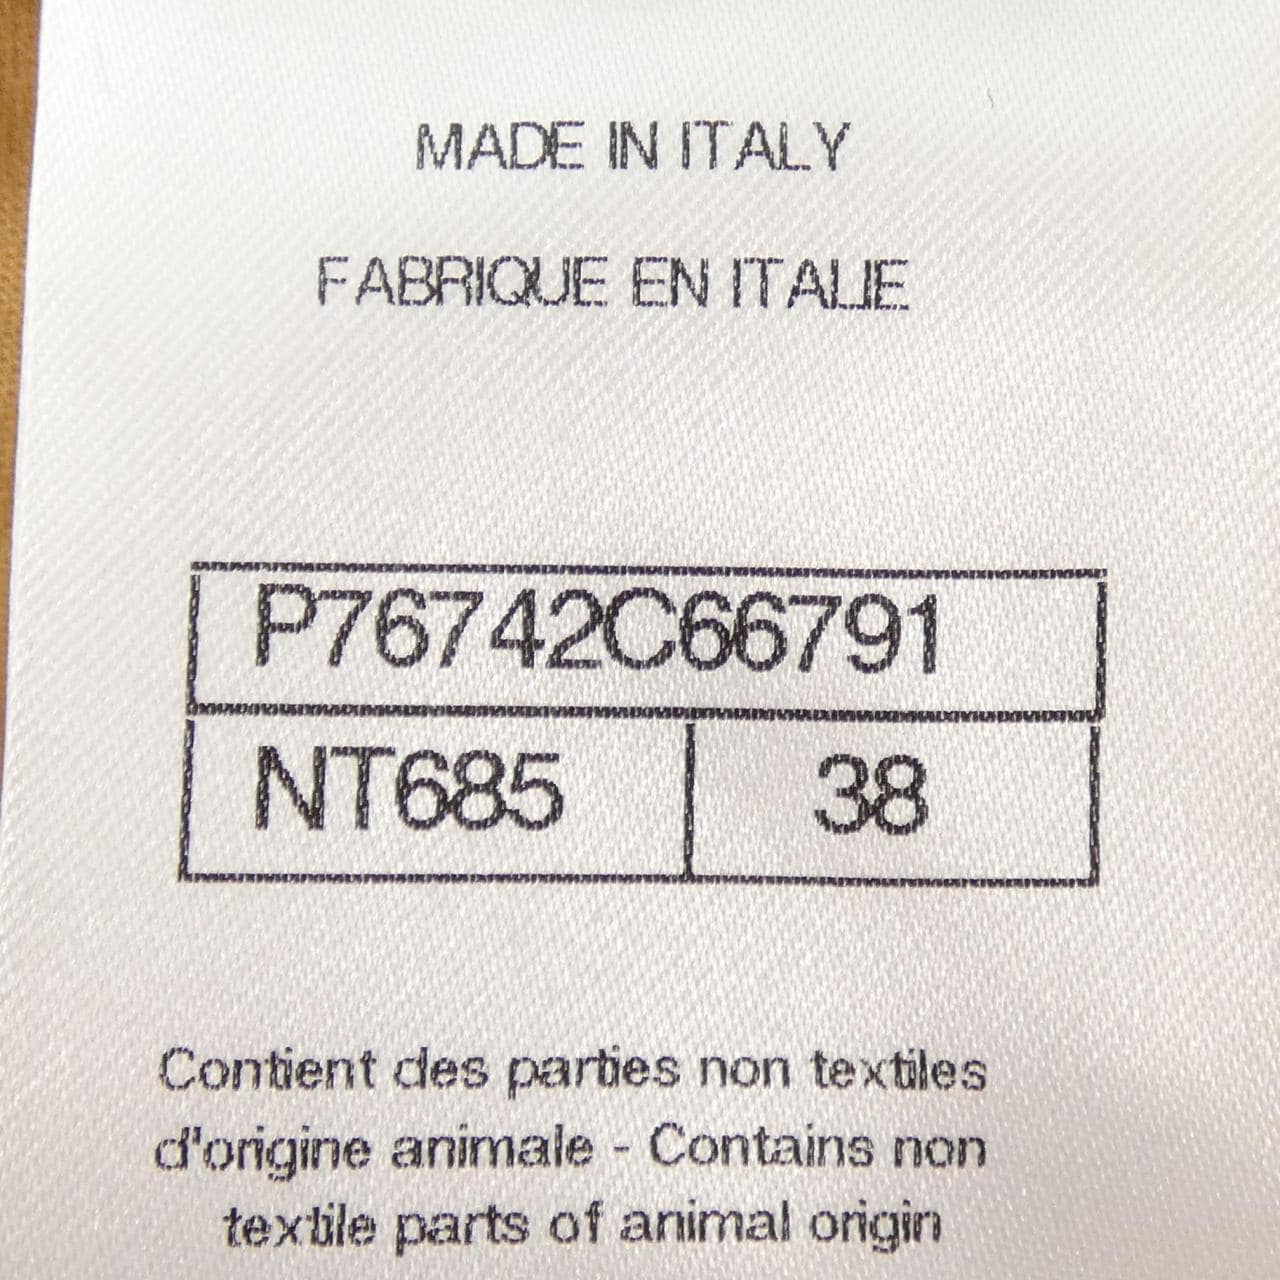 MADE IN ITALY
FABRIQUE EN ITALIE
P76742C66791
NT685 38
Contient des parties non textiles
d'origine animale - Contains non
textile parts of animal origin